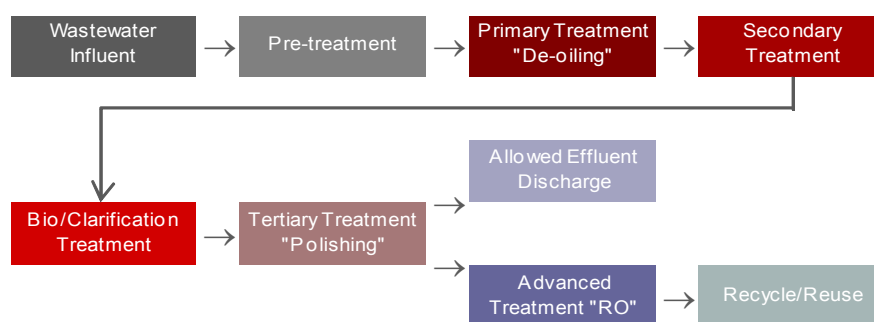 Wastewater
Influent
Pre-treatment
Primary Treatment
"De-oiling"
Secondary
Treatment
Bio/Clarification
Treatment
Tertiary Treatment
"Polishing"
Allowed Effluent
Discharge
Advanced
Treatment "RO"
Recycle/Reuse